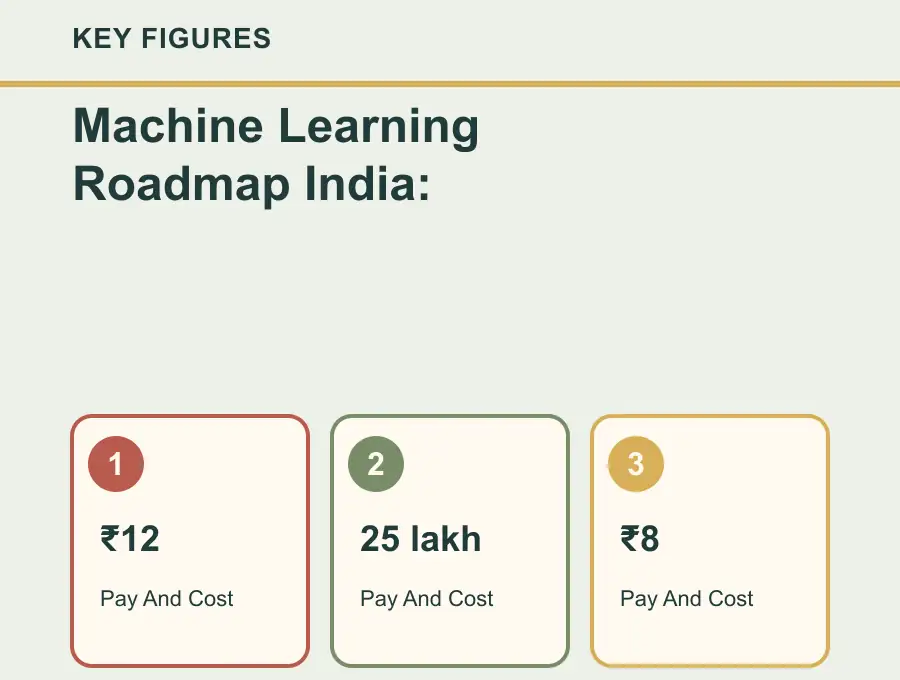 KEY FIGURES
Machine Learning
Roadmap India:
1
2
3
₹12
25 lakh
₹8
Pay And Cost
Pay And Cost
Pay And Cost